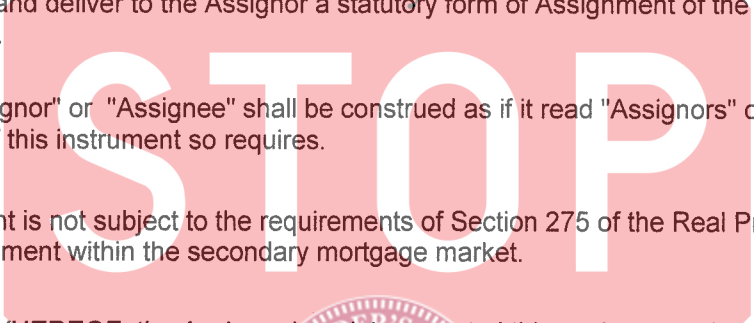 and deliver to the Assignor a statutory form of Assignment of the
gnor" or "Assignee" shall be construed as if it read "Assignors" o
this instrument so requires.
nt is not subject to the requirements of Section 275 of the Real Pr
ment within the secondary mortgage market.
STOP